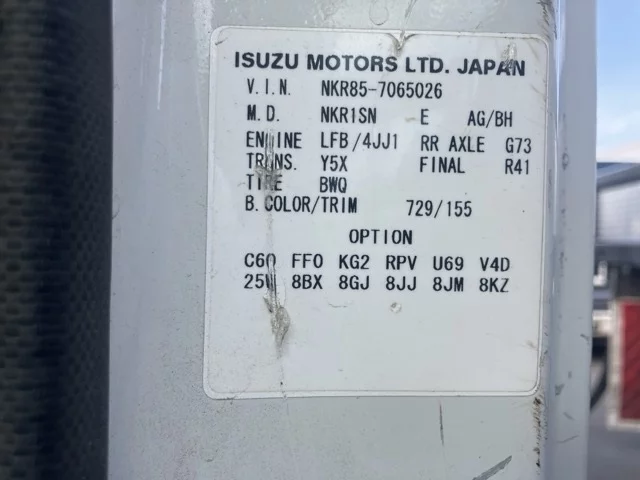 ISUZU MOTORS LTD. JAPAN
V.I.N. NKR85-7065026
M.D. NKR1SN E AG/BH
ENGINE LFB/4JJ1 RR AXLE G73
TRANS. Y5X FINAL R41
TIRE BWQ
B.COLOR/TRIM 729/155
OPTION
C60 FF0 KG2 RPV U69 V4D
25W 8BX 8GJ 8JJ 8JM 8KZ